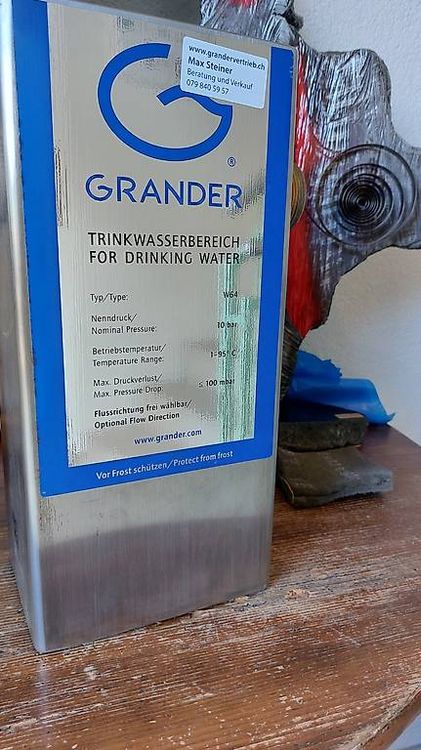 www.grandervertrieb.ch
Max Steiner
Beratung und Verkauf
079 840 59 57
®
GRANDER
TRINKWASSERBEREICH
FOR DRINKING WATER
Typ/Type: W64
Nenndruck/
Nominal Pressure: 10 bar
Betriebstemperatur/
Temperature Range: 1-95° C
Max. Druckverlust/
Max. Pressure Drop: ≤ 100 mbar
Flussrichtung frei wählbar/
Optional Flow Direction
www.grander.com
Vor Frost schützen/Protect from frost